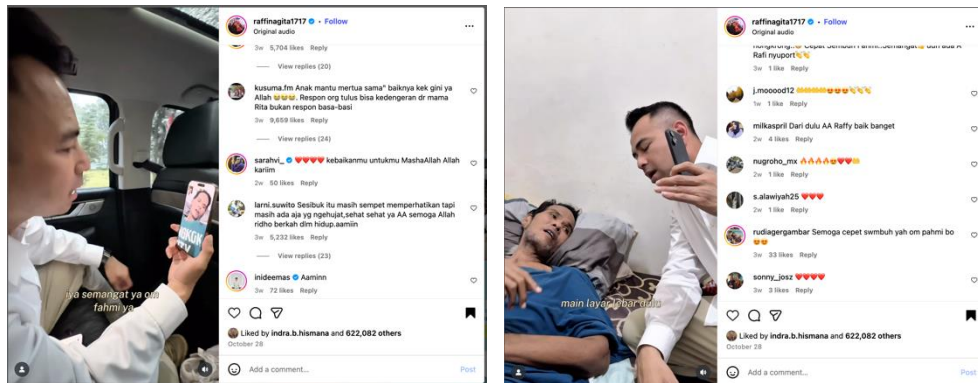 raffinagita1717 • Follow
Original audio
3w 5,704 likes Reply
View replies (20)
kusuma.fm Anak mantu mertua sama" baiknya kek gini ya
Allah 😭😭😭. Respon org tulus bisa kedengeran dr mama
Rita bukan respon basa-basi
3w 9,659 likes Reply
View replies (24)
sarahvi_ ❤️❤️❤️❤️ kebaikanmu untukmu MashaAllah Allah
kariim
2w 50 likes Reply
larni.suwito Sesibuk itu masih sempet memperhatikan tapi
masih ada aja yg ngehujat,sehat sehat ya AA semoga Allah
ridho berkah dlm hidup.aamiin
3w 5,232 likes Reply
View replies (23)
inideemas Aaminn
3w 72 likes Reply
iya semangat ya om
fahmi ya
Liked by indra.b.hismana and 622,082 others
October 28
Add a comment... Post
raffinagita1717 • Follow
Original audio
Rafi nyuport
3w 1 like Reply
j.mooood12
1w 1 like Reply
milkaspril Dari dulu AA Raffy baik banget
2w 4 likes Reply
nugroho_mx 🔥🔥🔥🔥😍❤️❤️
2w 1 like Reply
s.alawiyah25 ❤️❤️❤️
2w 1 like Reply
rudiagergambar Semoga cepet swmbuh yah om pahmi bo
😍😍
3w 33 likes Reply
sonny_josz ❤️❤️❤️❤️
3w 3 likes Reply
main layar lebar dulu
Liked by indra.b.hismana and 622,082 others
October 28
Add a comment... Post